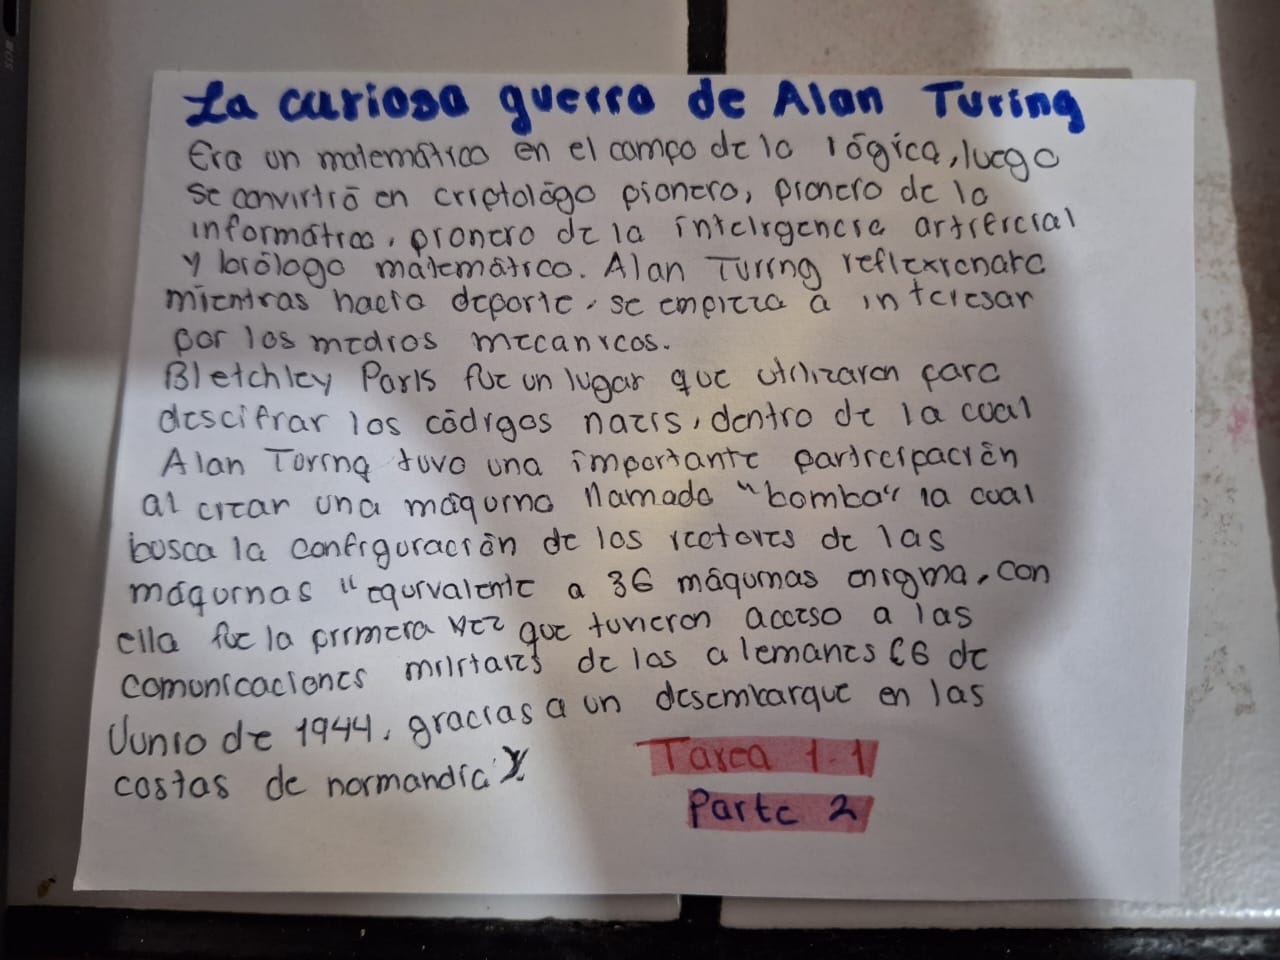 La curiosa guerra de Alan Turing
Era un matemático en el campo de la lógica, luego
se convirtió en criptológo pionero, pionero de la
informática, pionero de la inteligencia artificial
y biólogo matemático. Alan Turing reflexionara
mientras hacia deporte, se empieza a interesar
por los medios mecanicos.
Bletchley Paris fue un lugar que utilizaron para
descifrar los códigos nazis, dentro de la cual
Alan Turing tuvo una importante participación
al crear una máquina llamada "bomba" la cual
busca la configuración de los rectores de las
máquinas "equivalente a 36 máquinas enigma, con
ella fue la primera vez que tuvieron acceso a las
comunicaciones militares de los alemanes (6 de
Junio de 1944, gracias a un desembarque en las
costas de normandía
Tarea 1.1
Parte 2